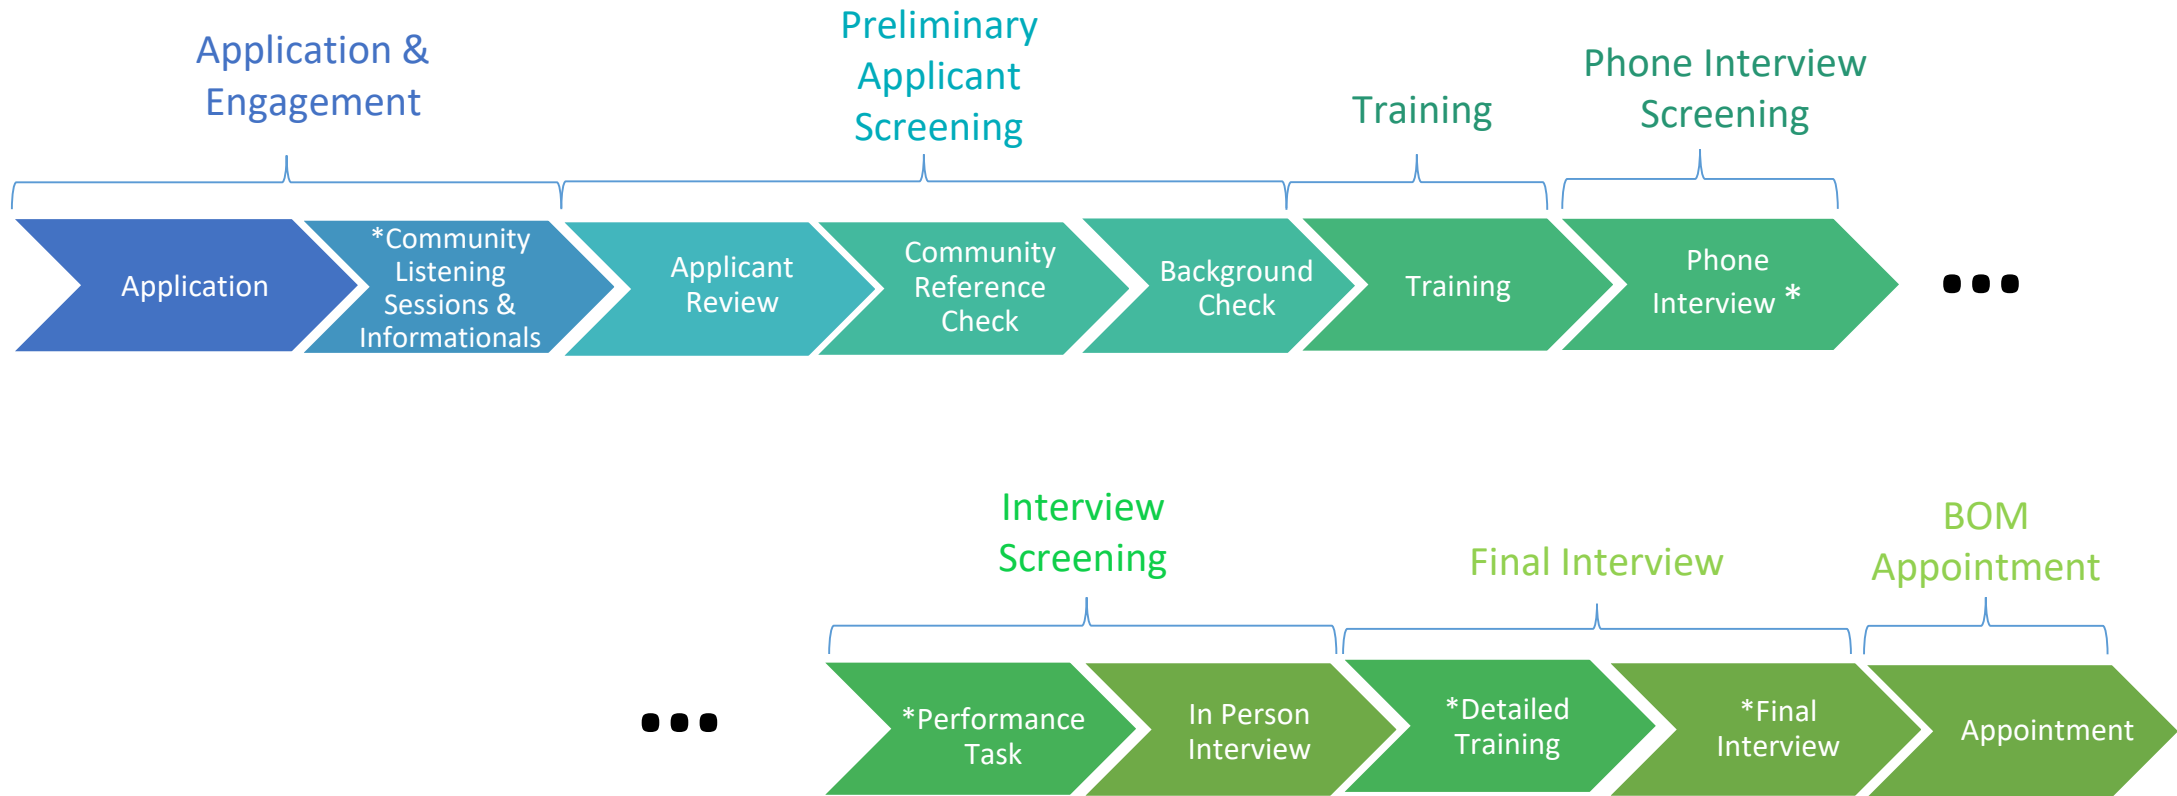 Application &
Engagement
Preliminary
Applicant
Screening
Training
Phone Interview
Screening
Application
*Community
Listening
Sessions &
Informationals
Applicant
Review
Community
Reference
Check
Background
Check
Training
Phone
Interview *
...
Interview
Screening
Final Interview
BOM
Appointment
...
*Performance
Task
In Person
Interview
*Detailed
Training
*Final
Interview
Appointment